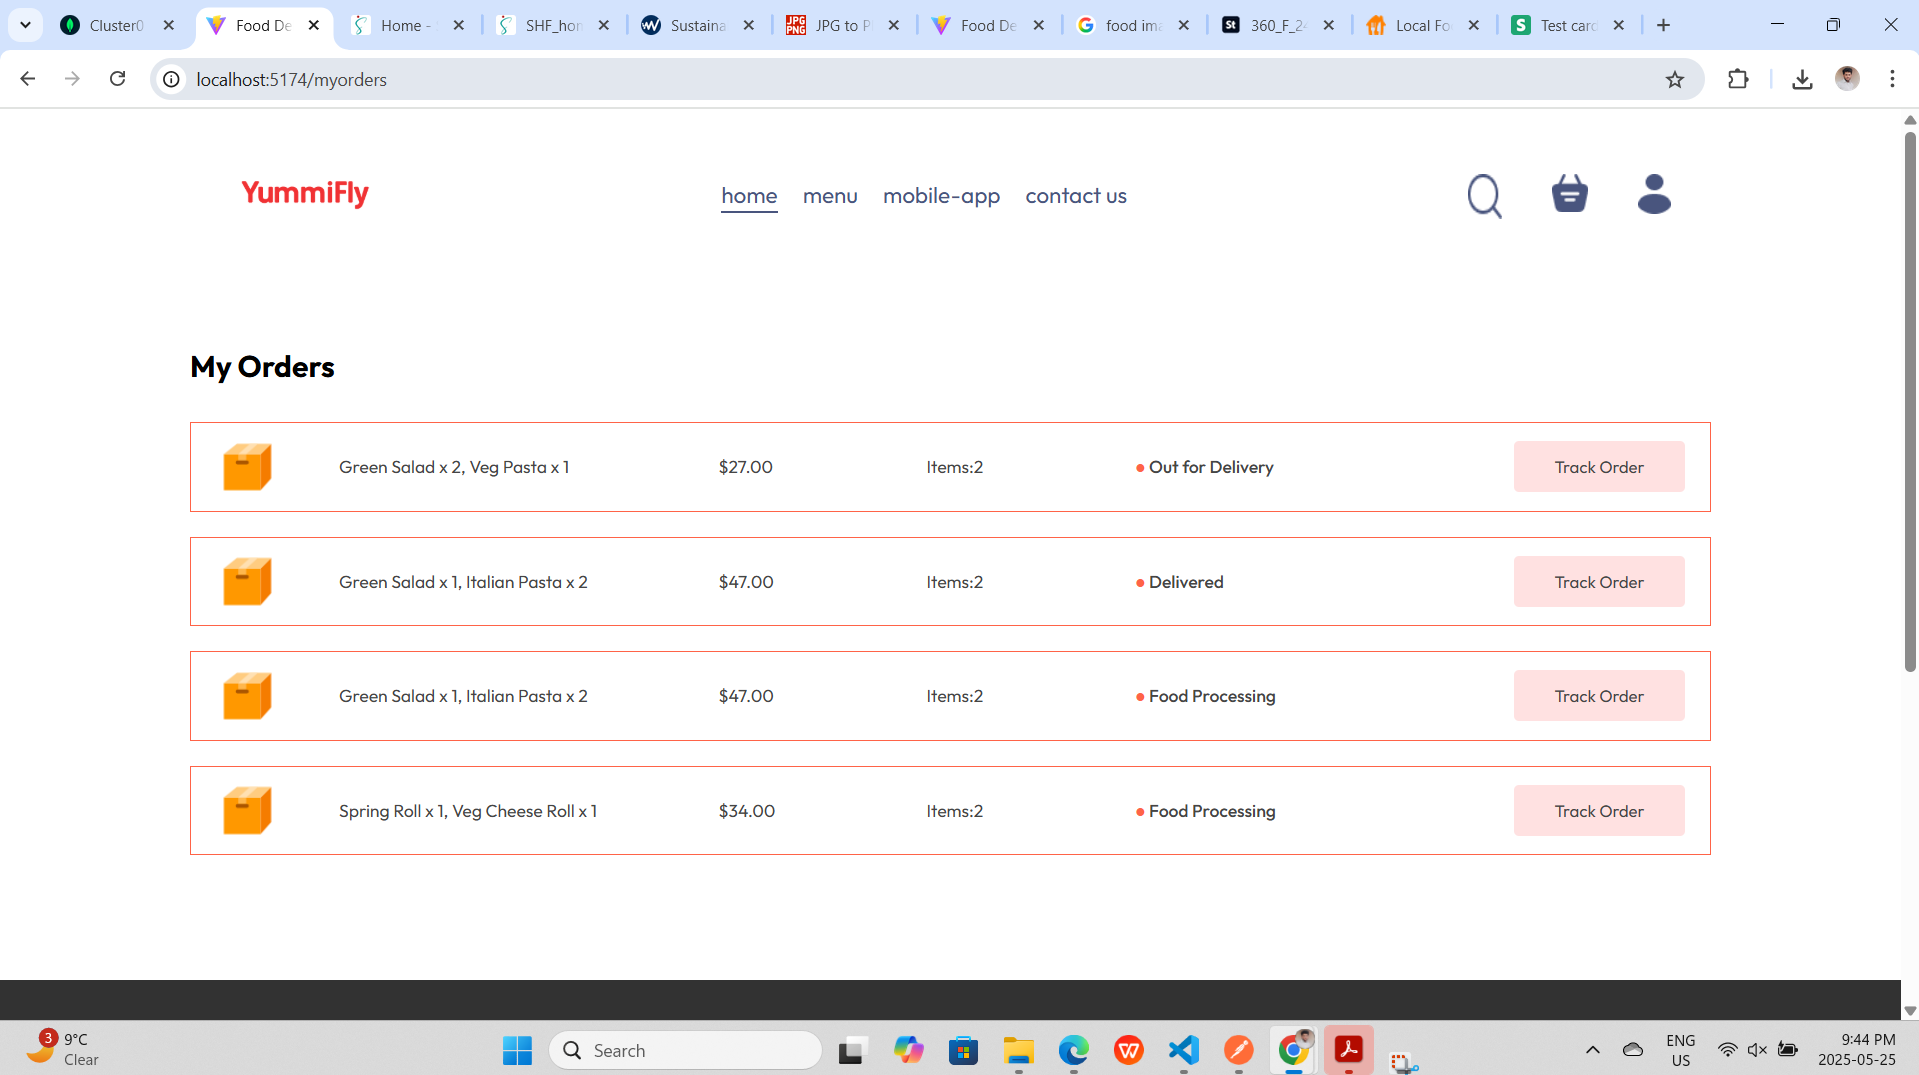 Cluster0
Food De
Home -
SHF_hon
Sustaina
JPG to P
Food De
food ima
360_F_24
Local Fo
Test card
localhost:5174/myorders
YummiFly
home menu mobile-app contact us
My Orders
Green Salad x 2, Veg Pasta x 1 $27.00 Items:2 Out for Delivery Track Order
Green Salad x 1, Italian Pasta x 2 $47.00 Items:2 Delivered Track Order
Green Salad x 1, Italian Pasta x 2 $47.00 Items:2 Food Processing Track Order
Spring Roll x 1, Veg Cheese Roll x 1 $34.00 Items:2 Food Processing Track Order
3
9°C
Clear
Search
ENG
US
9:44 PM
2025-05-25